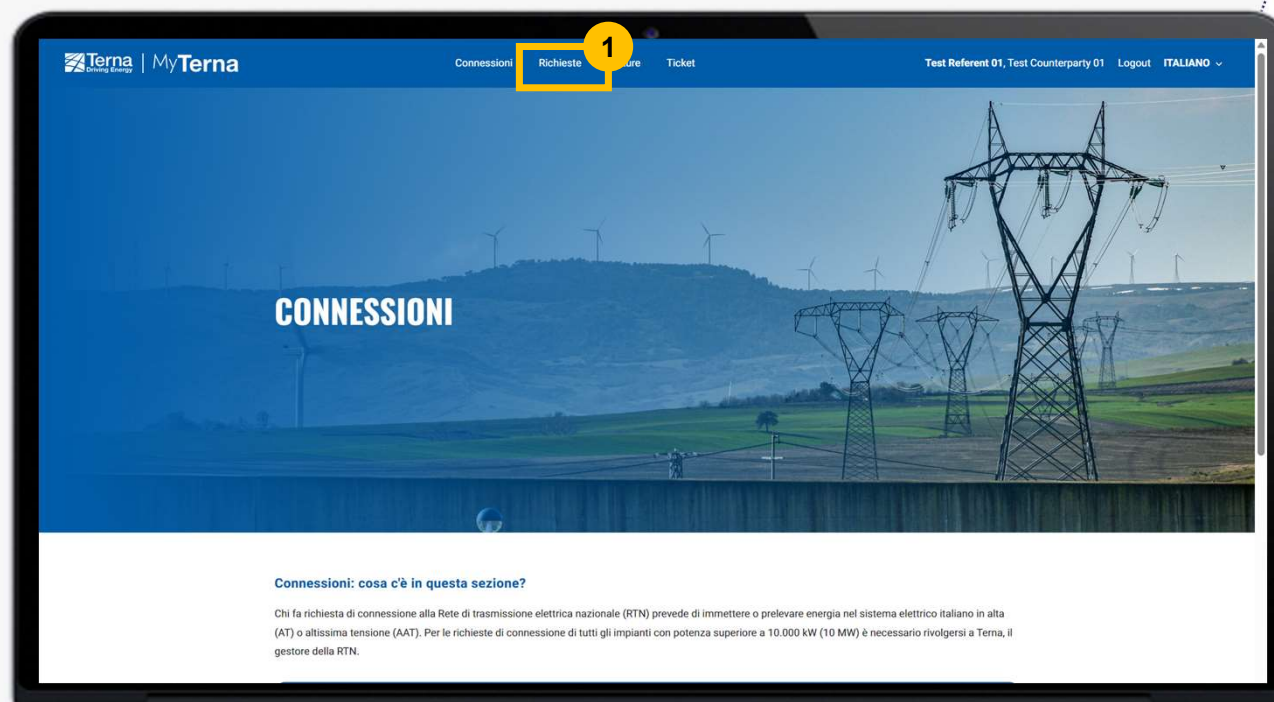 Terna
Driving Energy
MyTerna
Connessioni Richieste Ticket
Test Referent 01, Test Counterparty 01 Logout ITALIANO
1
CONNESSIONI
Connessioni: cosa c'è in questa sezione?
Chi fa richiesta di connessione alla Rete di trasmissione elettrica nazionale (RTN) prevede di immettere o prelevare energia nel sistema elettrico italiano in alta
(AT) o altissima tensione (AAT). Per le richieste di connessione di tutti gli impianti con potenza superiore a 10.000 kW (10 MW) è necessario rivolgersi a Terna, il
gestore della RTN.